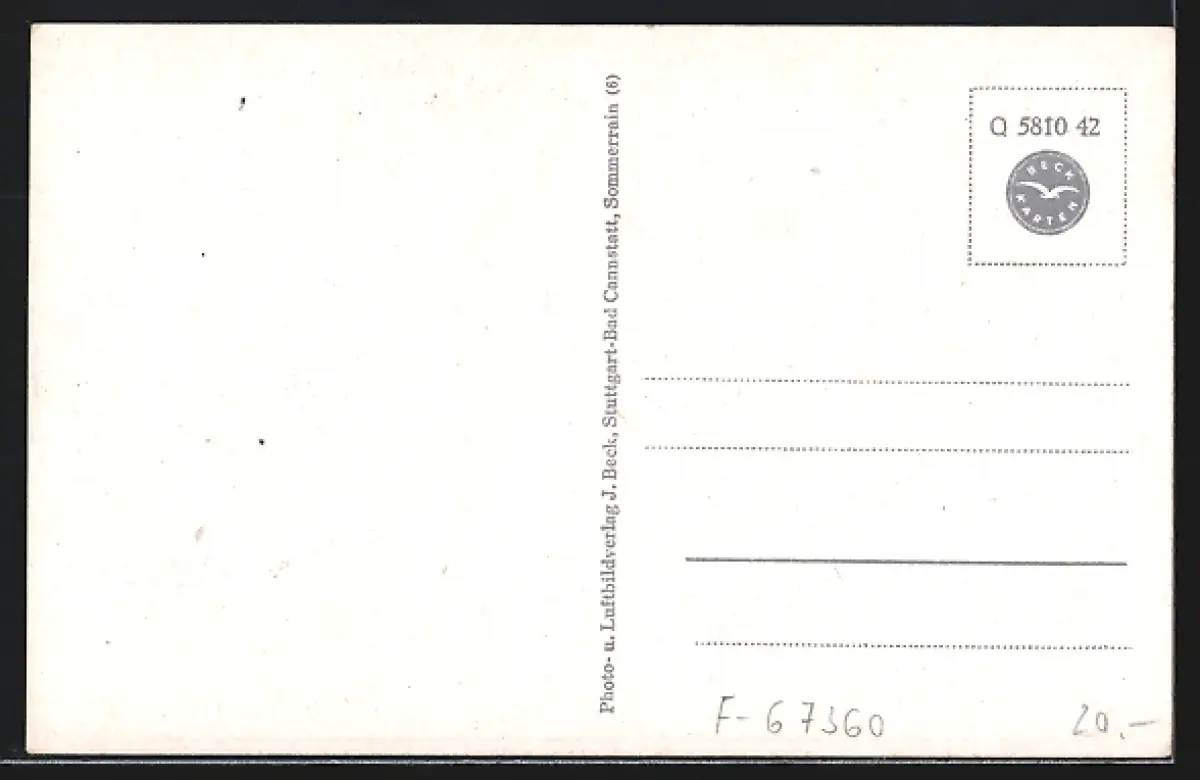 Photo- u. Luftbildverlag J. Beck, Stuttgart-Bad Cannstatt, Sommerrain (6)
Q 5810 42
BECK
KARTEN
F-67360
20,-